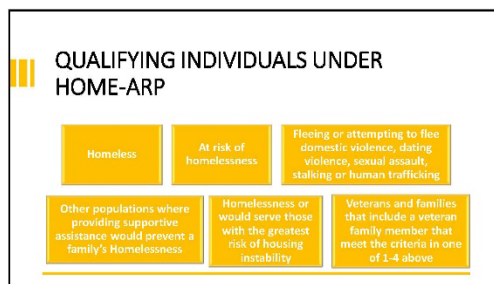 QUALIFYING INDIVIDUALS UNDER
HOME-ARP
Homeless
At risk of
homelessness
Fleeing or attempting to flee
domestic violence, dating
violence, sexual assault,
stalking or human trafficking
Other populations where
providing supportive
assistance would prevent a
family's Homelessness
Homelessness or
would serve those
with the greatest
risk of housing
instability
Veterans and families
that include a veteran
family member that
meet the criteria in one
of 1-4 above